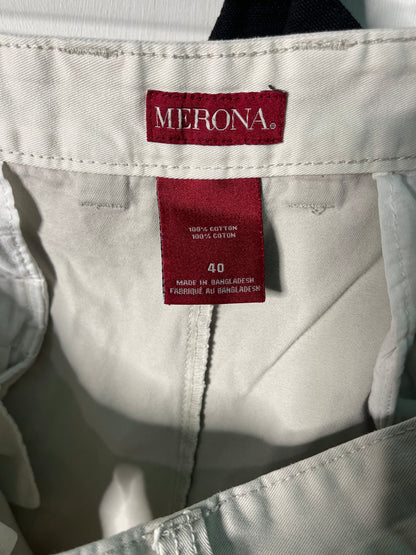 MERONA®
100% COTTON
100% COTON
40
MADE IN BANGLADESH
FABRIQUÉ AU BANGLADESH